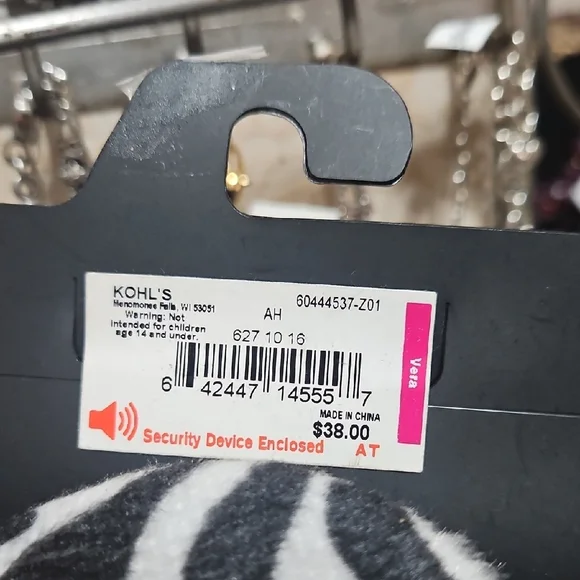 KOHL'S
Menomonee Falls, WI 53051
Warning: Not
intended for children
age 14 and under.
60444537-Z01
AH
627 10 16
6 42447 14555 7
MADE IN CHINA
$38.00
Security Device Enclosed
AT
Vera